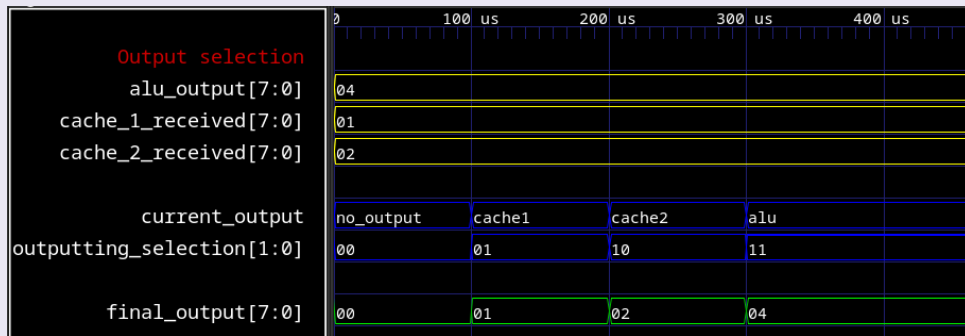 0 100 us 200 us 300 us 400 us
Output selection
alu_output[7:0] 04
cache_1_received[7:0] 01
cache_2_received[7:0] 02
current_output no_output cache1 cache2 alu
outputting_selection[1:0] 00 01 10 11
final_output[7:0] 00 01 02 04